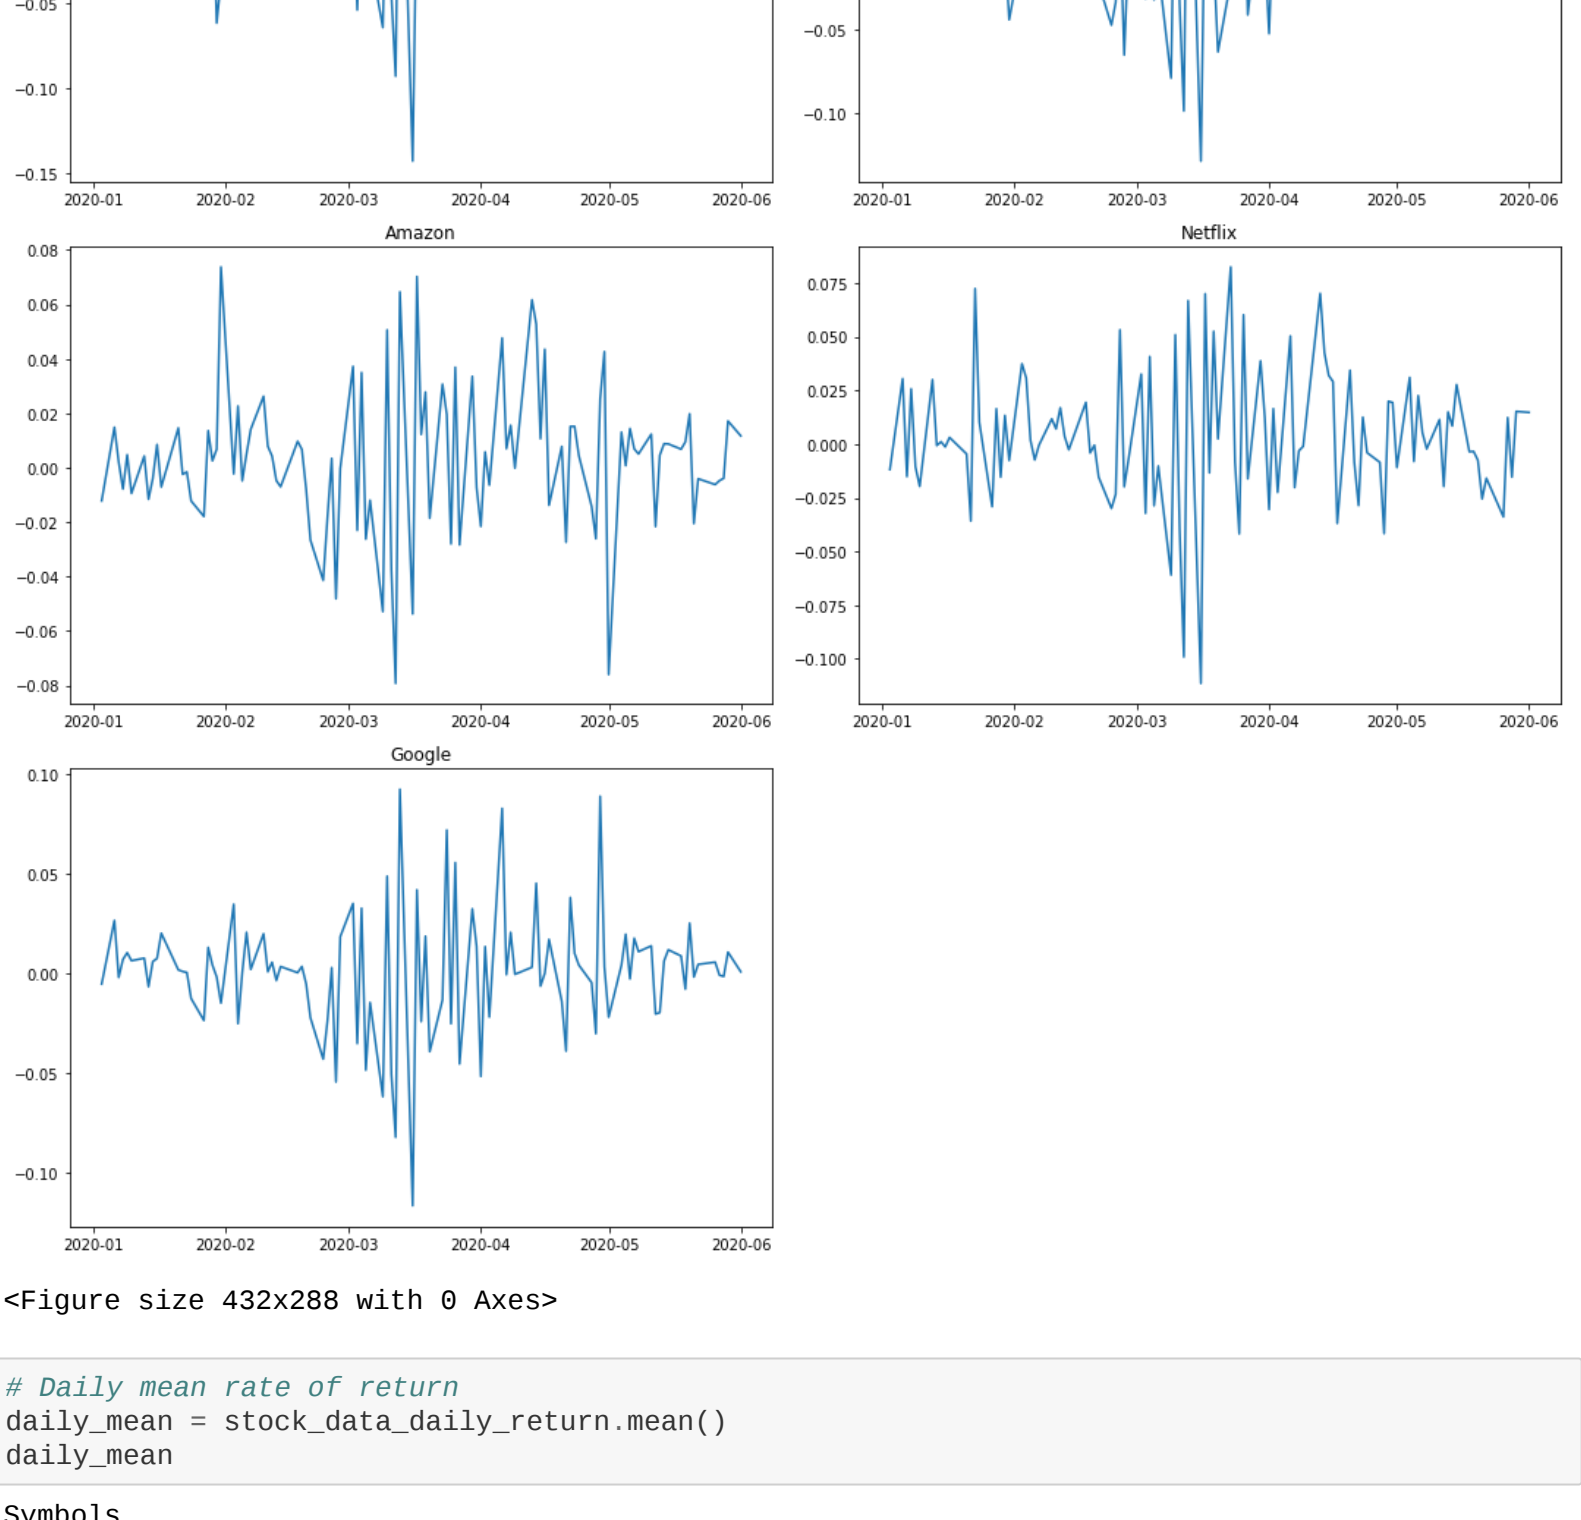 −0.05
−0.10
−0.15
2020-01 2020-02 2020-03 2020-04 2020-05 2020-06
−0.05
−0.10
2020-01 2020-02 2020-03 2020-04 2020-05 2020-06
Amazon
0.08
0.06
0.04
0.02
0.00
−0.02
−0.04
−0.06
−0.08
2020-01 2020-02 2020-03 2020-04 2020-05 2020-06
Netflix
0.075
0.050
0.025
0.000
−0.025
−0.050
−0.075
−0.100
2020-01 2020-02 2020-03 2020-04 2020-05 2020-06
Google
0.10
0.05
0.00
−0.05
−0.10
2020-01 2020-02 2020-03 2020-04 2020-05 2020-06
<Figure size 432x288 with 0 Axes>
# Daily mean rate of return
daily_mean = stock_data_daily_return.mean()
daily_mean
Symbols